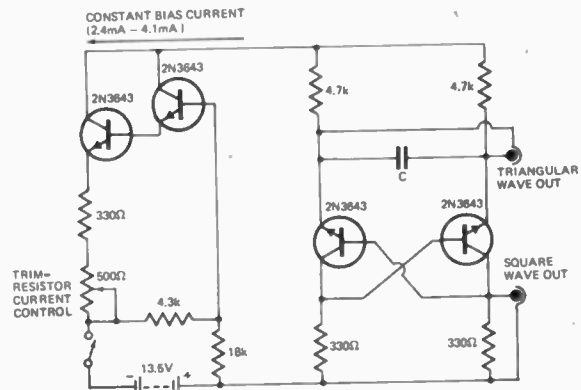 CONSTANT BIAS CURRENT
(2.4mA – 4.1mA)
2N3643
2N3643
4.7k
4.7k
C
TRIANGULAR
WAVE OUT
2N3643
2N3643
330Ω
TRIM–
RESISTOR
CURRENT
CONTROL
500Ω
4.3k
SQUARE
WAVE OUT
18k
330Ω
330Ω
13.5V
- +